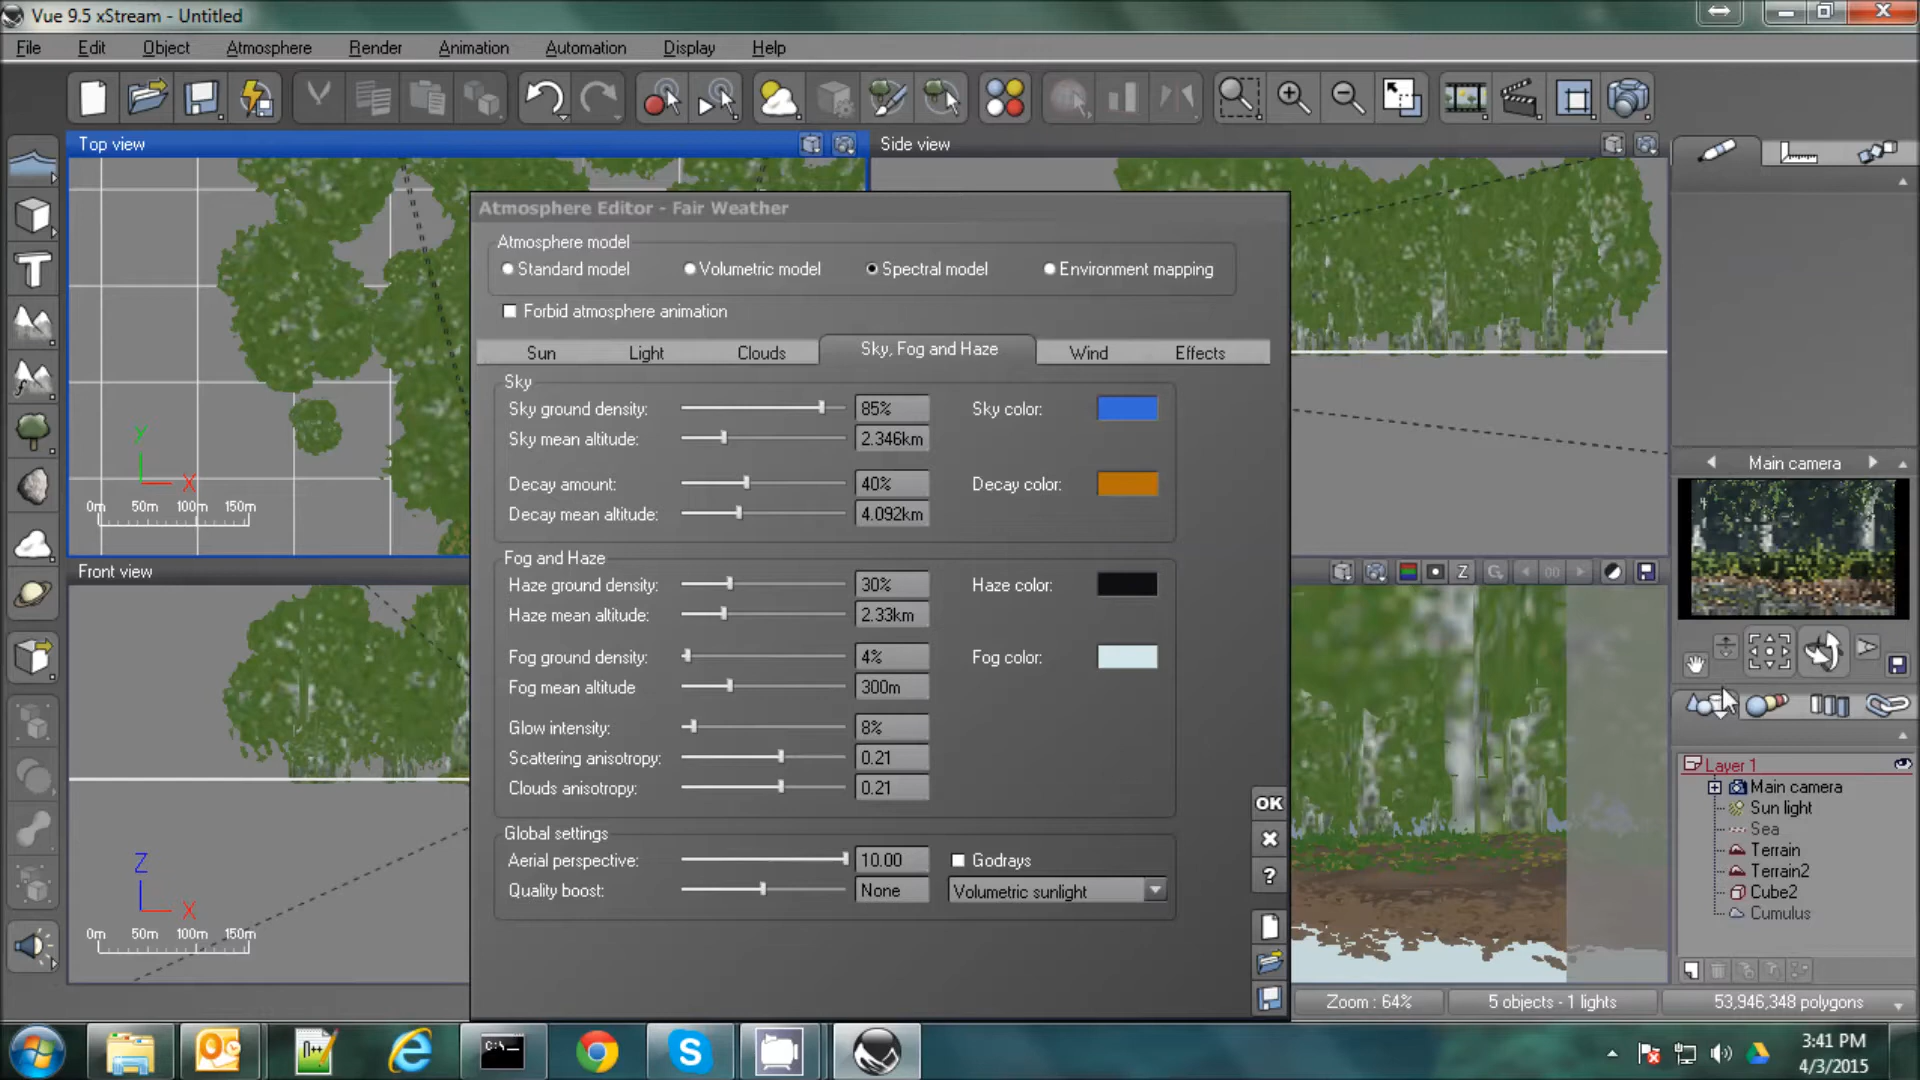 Vue 9.5 xStream - Untitled
File Edit Object Atmosphere Render Animation Automation Display Help
Top view
Side view
Atmosphere Editor - Fair Weather
Atmosphere model
Standard model Volumetric model Spectral model Environment mapping
Forbid atmosphere animation
Sun Light Clouds Sky, Fog and Haze Wind Effects
Sky
Sky ground density: 85% Sky color:
Sky mean altitude: 2.346km
Decay amount: 40% Decay color:
Decay mean altitude: 4.092km
Fog and Haze
Haze ground density: 30% Haze color:
Haze mean altitude: 2.33km
Fog ground density: 4% Fog color:
Fog mean altitude 300m
Glow intensity: 8%
Scattering anisotropy: 0.21
Clouds anisotropy: 0.21
Global settings
Aerial perspective: 10.00 Godrays
Quality boost: None Volumetric sunlight
OK
?
Y
X
0m 50m 100m 150m
Front view
Z
X
0m 50m 100m 150m
Z
00
Main camera
Layer 1
Main camera
Sun light
Sea
Terrain
Terrain2
Cube2
Cumulus
Zoom : 64% 5 objects - 1 lights 53,946,348 polygons
C:\_
n++
3:41 PM
4/3/2015